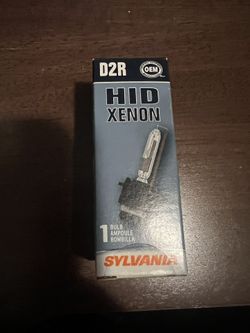 D2R
OEM
HID
XENON
1
BULB
AMPOULE
BOMBILLA
SYLVANIA